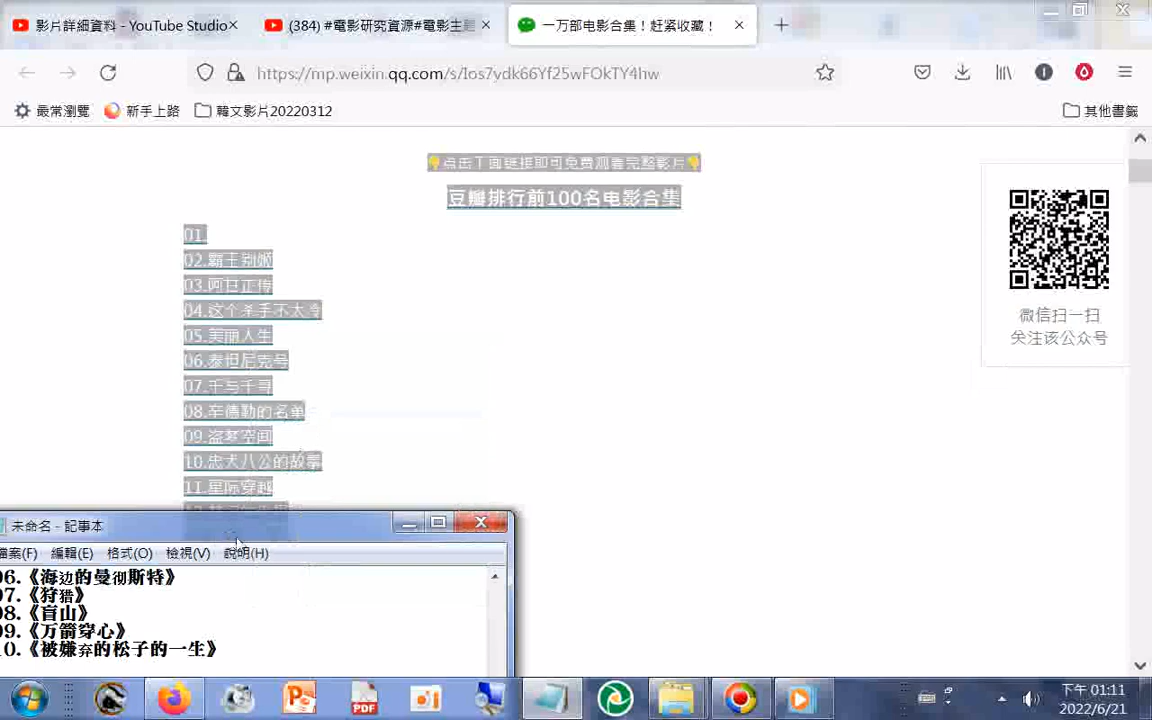 影片詳細資料 - YouTube Studio
(384) #電影研究資源#電影主題
一万部电影合集！赶紧收藏！
https://mp.weixin.qq.com/s/Ios7ydk66Yf25wFOkTY4hw
最常瀏覽
新手上路
韓文影片20220312
其他書籤
👇点击下面链接即可免费观看完整影片👇
豆瓣排行前100名电影合集
01.
02.霸王别姬
03.阿甘正传
04.这个杀手不太冷
05.美丽人生
06.泰坦尼克号
07.千与千寻
08.辛德勒的名单
09.盗梦空间
10.忠犬八公的故事
11.星际穿越
微信扫一扫
关注该公众号
未命名 - 記事本
檔案(F) 編輯(E) 格式(O) 檢視(V) 說明(H)
06.《海边的曼彻斯特》
07.《狩猎》
08.《盲山》
09.《万箭穿心》
10.《被嫌弃的松子的一生》
下午 01:11
2022/6/21